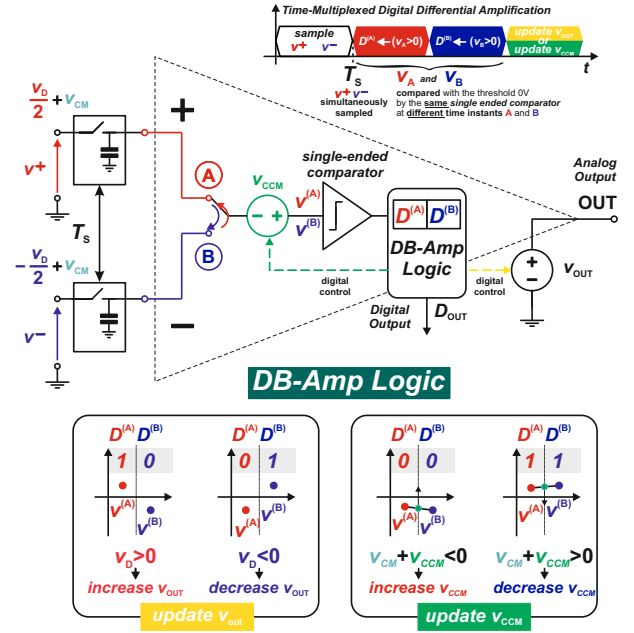 Time-Multiplexed Digital Differential Amplification
sample
v+ v−
D(A) ← (vA>0)
D(B) ← (vB>0)
update vOUT
or
update vCCM
t
TS
v+ v−
simultaneously
sampled
vA and vB
compared with the threshold 0V
by the same single ended comparator
at different time instants A and B
vD/2 + vCM
v+
TS
− vD/2 + vCM
v−
+
−
A
B
vCCM
− +
v(A)
v(B)
single-ended
comparator
D(A) D(B)
DB-Amp
Logic
digital
control
digital
control
Digital
Output
DOUT
Analog
Output
OUT
+
−
vOUT
DB-Amp Logic
D(A) D(B)
1 0
v(A)
v(B)
vD>0
increase vOUT
D(A) D(B)
0 1
v(A)
v(B)
vD<0
decrease vOUT
update vout
D(A) D(B)
0 0
v(A)
v(B)
vCM+vCCM<0
increase vCCM
D(A) D(B)
1 1
v(A)
v(B)
vCM+vCCM>0
decrease vCCM
update vCCM